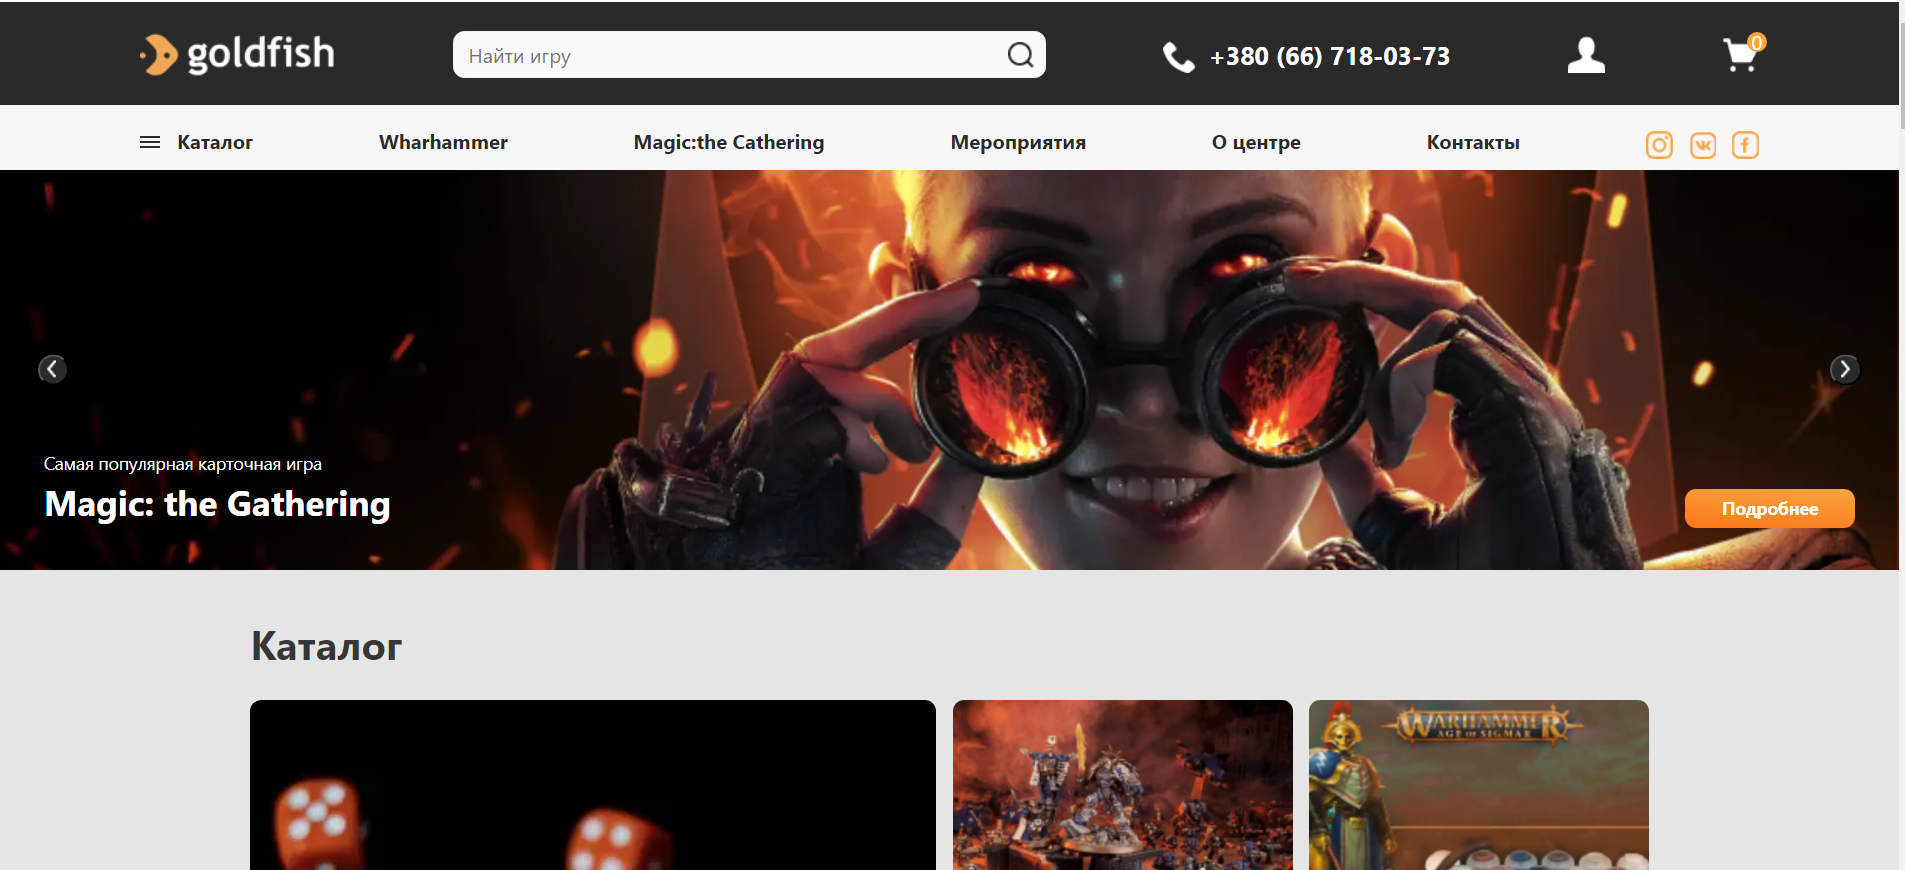 goldfish
Найти игру
+380 (66) 718-03-73
0
Каталог
Wharhammer
Magic:the Cathering
Мероприятия
О центре
Контакты
Самая популярная карточная игра
Magic: the Gathering
Подробнее
Каталог
WARHAMMER
AGE OF SIGMAR